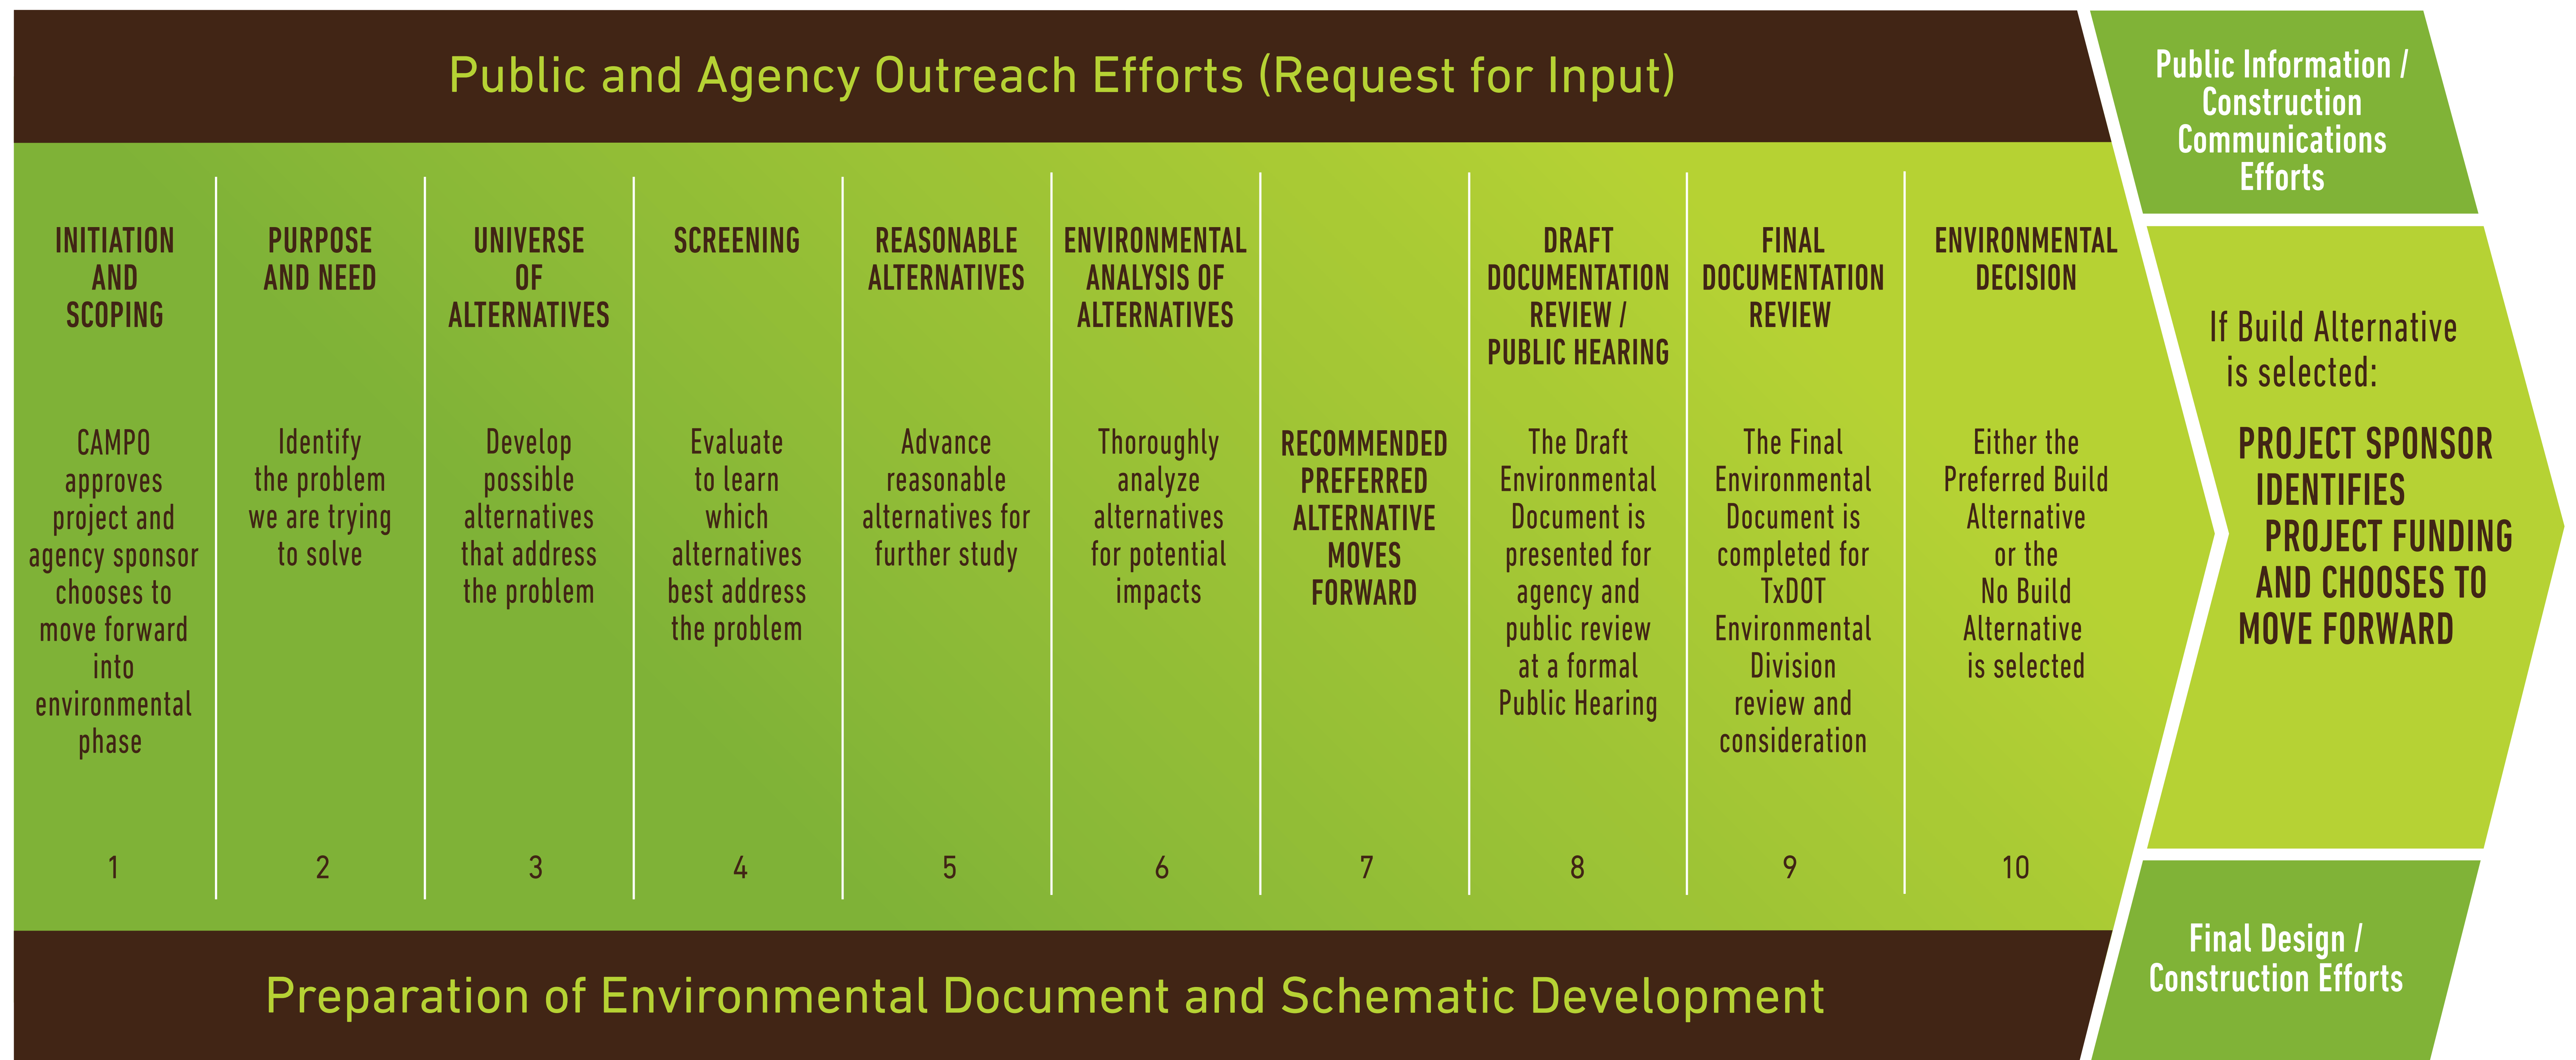 Public and Agency Outreach Efforts (Request for Input)
INITIATION
AND
SCOPING
CAMPO
approves
project and
agency sponsor
chooses to
move forward
into
environmental
phase
1
PURPOSE
AND NEED
Identify
the problem
we are trying
to solve
2
UNIVERSE
OF
ALTERNATIVES
Develop
possible
alternatives
that address
the problem
3
SCREENING
Evaluate
to learn
which
alternatives
best address
the problem
4
REASONABLE
ALTERNATIVES
Advance
reasonable
alternatives for
further study
5
ENVIRONMENTAL
ANALYSIS OF
ALTERNATIVES
Thoroughly
analyze
alternatives
for potential
impacts
6
RECOMMENDED
PREFERRED
ALTERNATIVE
MOVES
FORWARD
7
DRAFT
DOCUMENTATION
REVIEW /
PUBLIC HEARING
The Draft
Environmental
Document is
presented for
agency and
public review
at a formal
Public Hearing
8
FINAL
DOCUMENTATION
REVIEW
The Final
Environmental
Document is
completed for
TxDOT
Environmental
Division
review and
consideration
9
ENVIRONMENTAL
DECISION
Either the
Preferred Build
Alternative
or the
No Build
Alternative
is selected
10
Preparation of Environmental Document and Schematic Development
Public Information /
Construction
Communications
Efforts
If Build Alternative
is selected:
PROJECT SPONSOR
IDENTIFIES
PROJECT FUNDING
AND CHOOSES TO
MOVE FORWARD
Final Design /
Construction Efforts